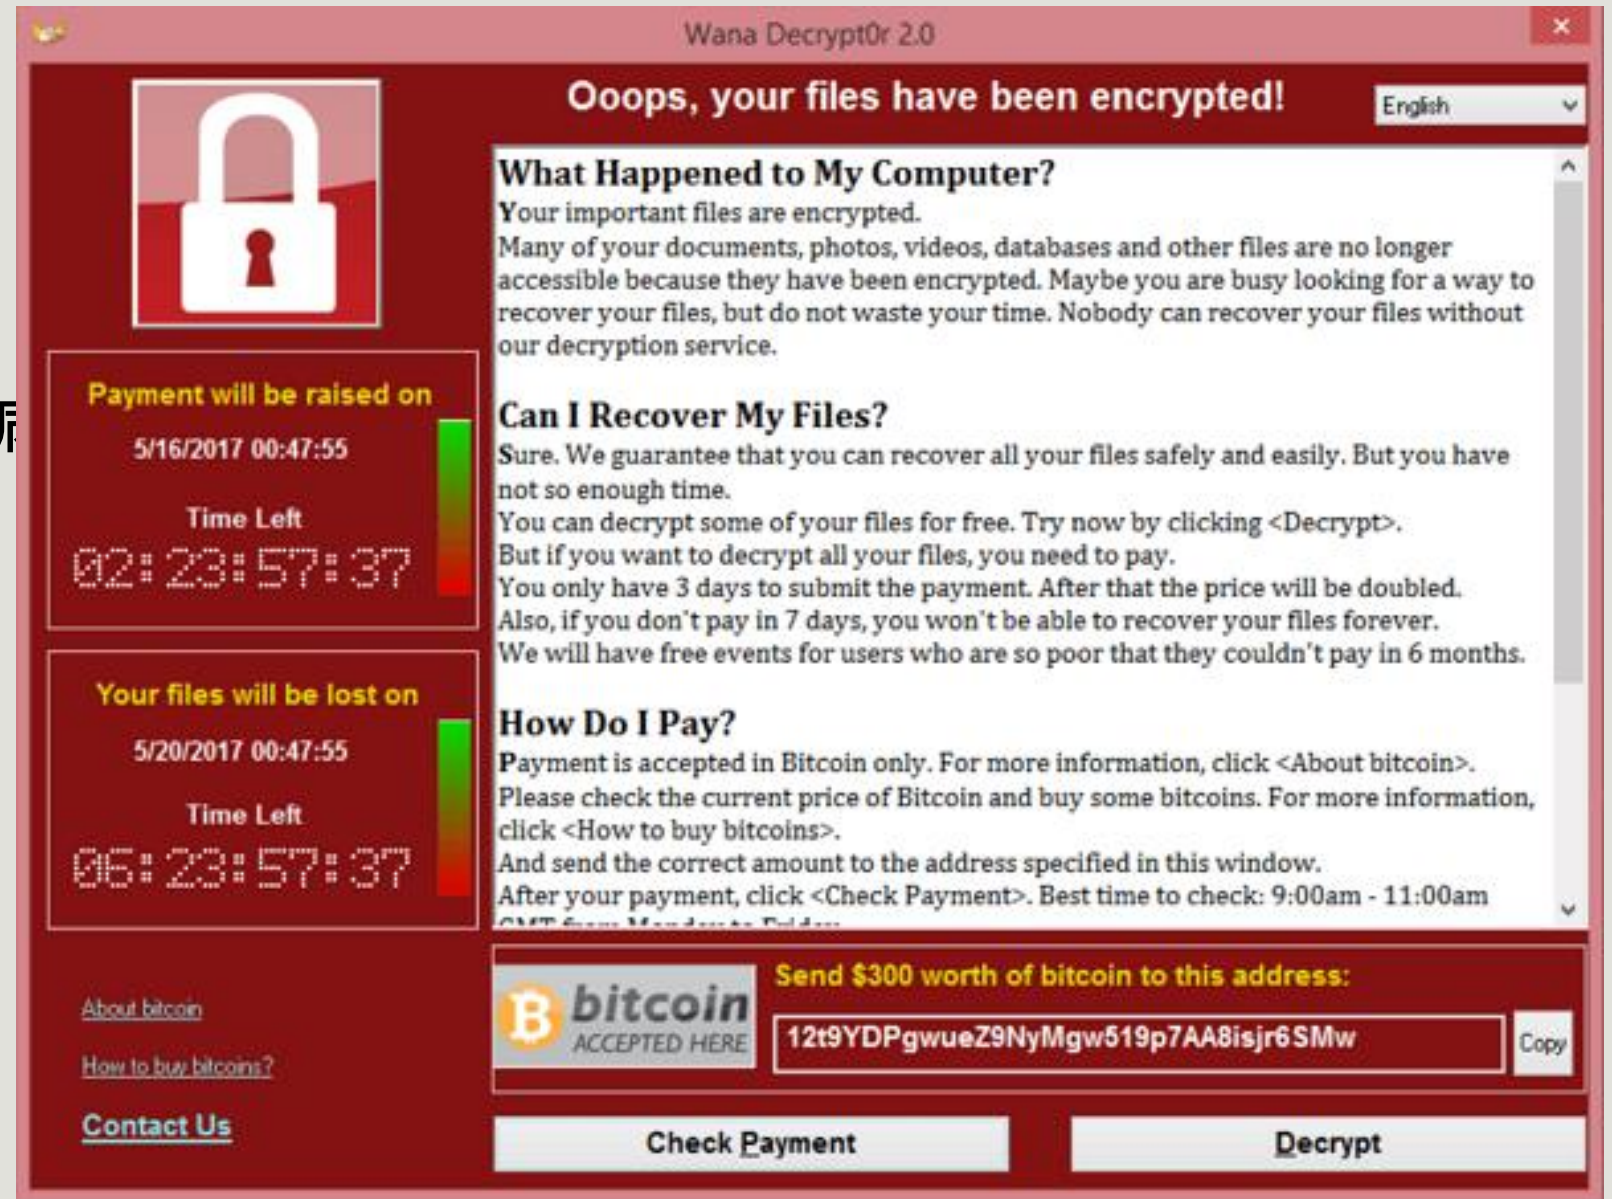 Wana Decrypt0r 2.0
Ooops, your files have been encrypted!
English
What Happened to My Computer?
Your important files are encrypted.
Many of your documents, photos, videos, databases and other files are no longer
accessible because they have been encrypted. Maybe you are busy looking for a way to
recover your files, but do not waste your time. Nobody can recover your files without
our decryption service.
Can I Recover My Files?
Sure. We guarantee that you can recover all your files safely and easily. But you have
not so enough time.
You can decrypt some of your files for free. Try now by clicking <Decrypt>.
But if you want to decrypt all your files, you need to pay.
You only have 3 days to submit the payment. After that the price will be doubled.
Also, if you don't pay in 7 days, you won't be able to recover your files forever.
We will have free events for users who are so poor that they couldn't pay in 6 months.
How Do I Pay?
Payment is accepted in Bitcoin only. For more information, click <About bitcoin>.
Please check the current price of Bitcoin and buy some bitcoins. For more information,
click <How to buy bitcoins>.
And send the correct amount to the address specified in this window.
After your payment, click <Check Payment>. Best time to check: 9:00am - 11:00am
GMT from Monday to Friday
Payment will be raised on
5/16/2017 00:47:55
Time Left
02:23:57:37
Your files will be lost on
5/20/2017 00:47:55
Time Left
06:23:57:37
About bitcoin
How to buy bitcoins?
Contact Us
bitcoin
ACCEPTED HERE
Send $300 worth of bitcoin to this address:
12t9YDPgwueZ9NyMgw519p7AA8isjr6SMw
Copy
Check Payment
Decrypt